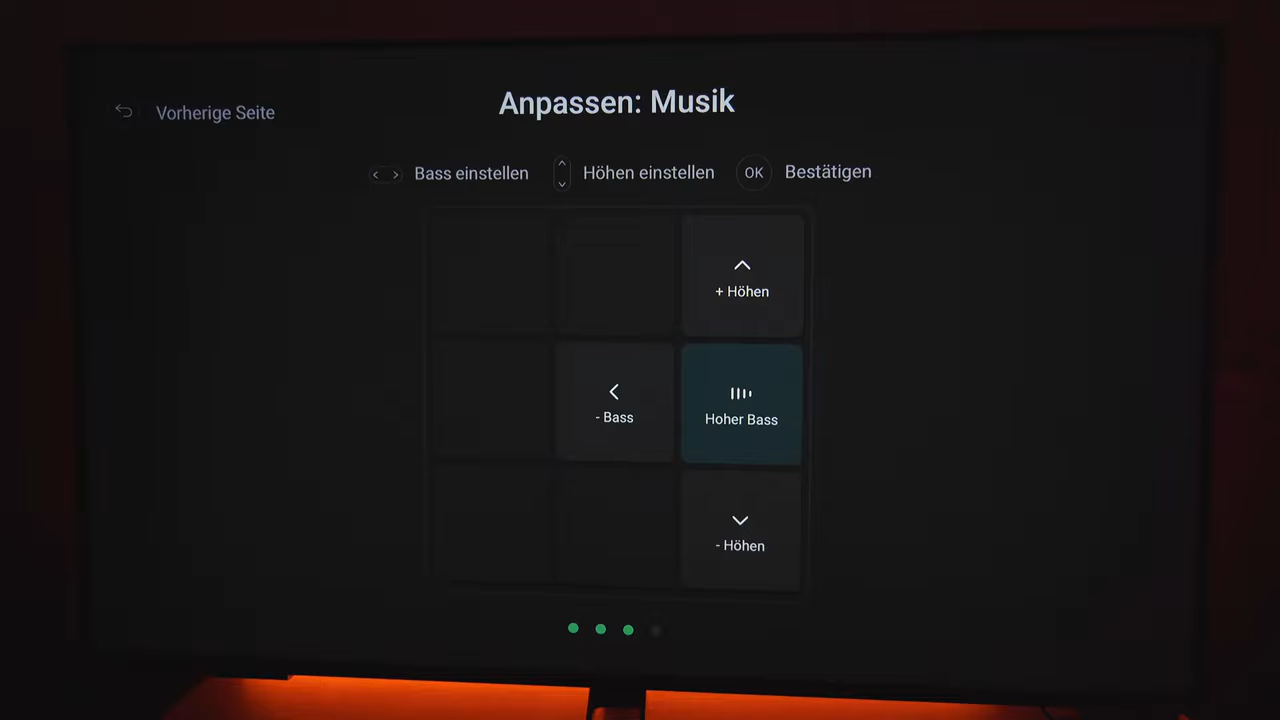 Vorherige Seite
Anpassen: Musik
Bass einstellen
Höhen einstellen
OK Bestätigen
+ Höhen
- Bass
Hoher Bass
- Höhen